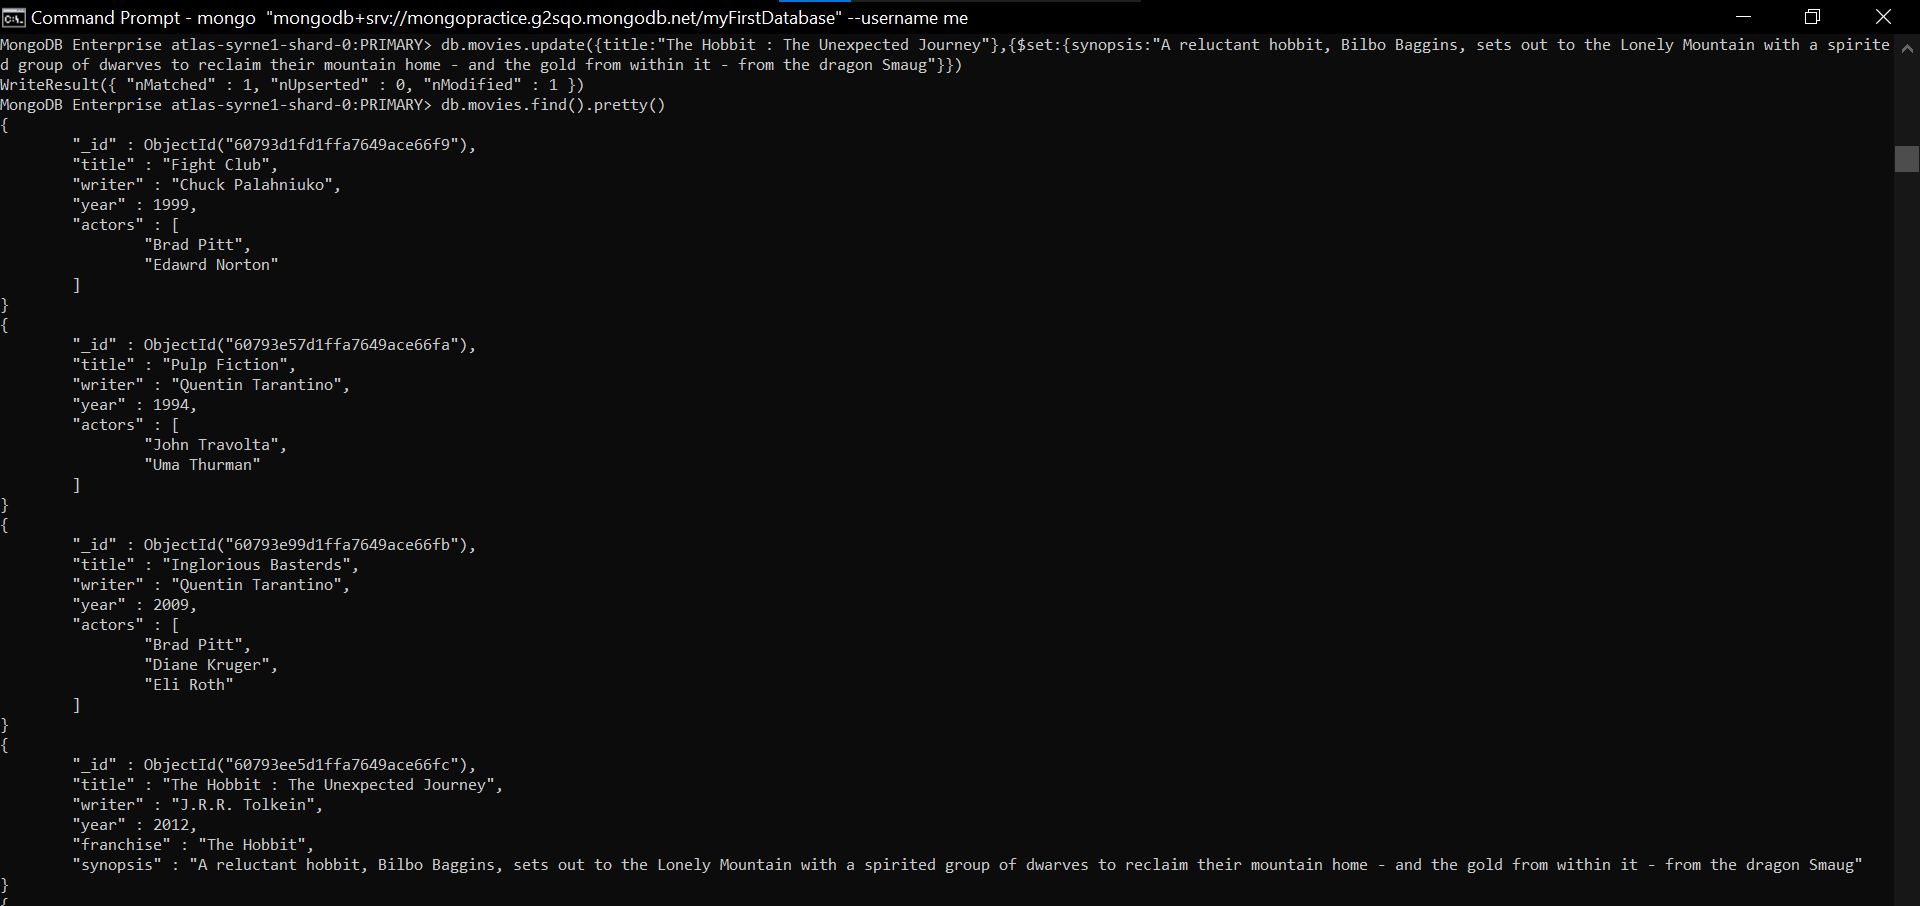 Command Prompt - mongo  "mongodb+srv://mongopractice.g2sqo.mongodb.net/myFirstDatabase" --username me
MongoDB Enterprise atlas-syrne1-shard-0:PRIMARY> db.movies.update({title:"The Hobbit : The Unexpected Journey"},{$set:{synopsis:"A reluctant hobbit, Bilbo Baggins, sets out to the Lonely Mountain with a spirite
d group of dwarves to reclaim their mountain home - and the gold from within it - from the dragon Smaug"}})
WriteResult({ "nMatched" : 1, "nUpserted" : 0, "nModified" : 1 })
MongoDB Enterprise atlas-syrne1-shard-0:PRIMARY> db.movies.find().pretty()
{
        "_id" : ObjectId("60793d1fd1ffa7649ace66f9"),
        "title" : "Fight Club",
        "writer" : "Chuck Palahniuko",
        "year" : 1999,
        "actors" : [
                "Brad Pitt",
                "Edawrd Norton"
        ]
}
{
        "_id" : ObjectId("60793e57d1ffa7649ace66fa"),
        "title" : "Pulp Fiction",
        "writer" : "Quentin Tarantino",
        "year" : 1994,
        "actors" : [
                "John Travolta",
                "Uma Thurman"
        ]
}
{
        "_id" : ObjectId("60793e99d1ffa7649ace66fb"),
        "title" : "Inglorious Basterds",
        "writer" : "Quentin Tarantino",
        "year" : 2009,
        "actors" : [
                "Brad Pitt",
                "Diane Kruger",
                "Eli Roth"
        ]
}
{
        "_id" : ObjectId("60793ee5d1ffa7649ace66fc"),
        "title" : "The Hobbit : The Unexpected Journey",
        "writer" : "J.R.R. Tolkein",
        "year" : 2012,
        "franchise" : "The Hobbit",
        "synopsis" : "A reluctant hobbit, Bilbo Baggins, sets out to the Lonely Mountain with a spirited group of dwarves to reclaim their mountain home - and the gold from within it - from the dragon Smaug"
}
{